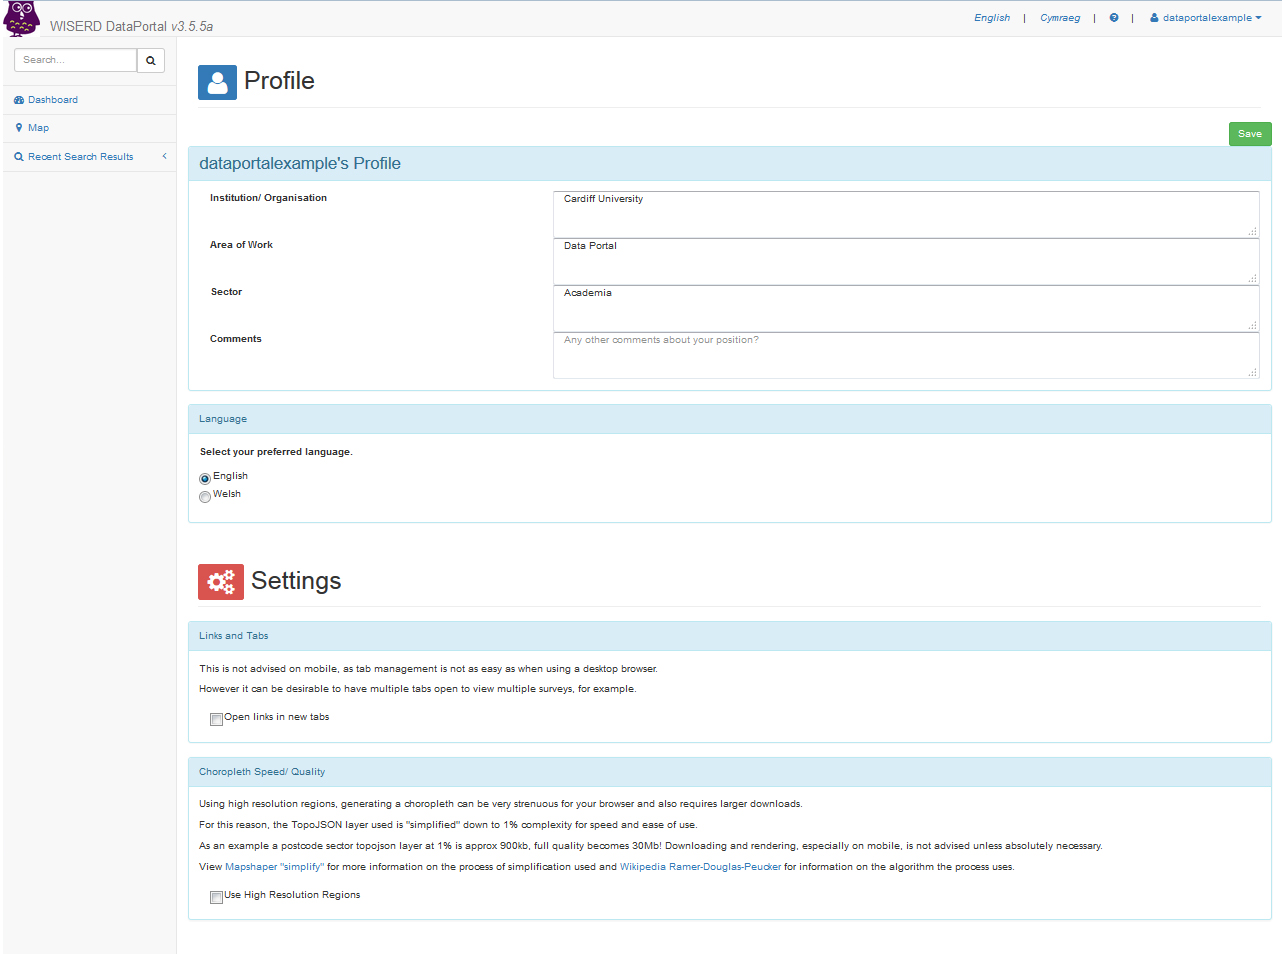 WISERD DataPortal v3.5.5a
English | Cymraeg | ? | dataportalexample
Search...
Dashboard
Map
Recent Search Results
Profile
Save
dataportalexample's Profile
Institution/ Organisation
Cardiff University
Area of Work
Data Portal
Sector
Academia
Comments
Any other comments about your position?
Language
Select your preferred language.
English
Welsh
Settings
Links and Tabs
This is not advised on mobile, as tab management is not as easy as when using a desktop browser.
However it can be desirable to have multiple tabs open to view multiple surveys, for example.
Open links in new tabs
Choropleth Speed/ Quality
Using high resolution regions, generating a choropleth can be very strenuous for your browser and also requires larger downloads.
For this reason, the TopoJSON layer used is "simplified" down to 1% complexity for speed and ease of use.
As an example a postcode sector topojson layer at 1% is approx 900kb, full quality becomes 30Mb! Downloading and rendering, especially on mobile, is not advised unless absolutely necessary.
View Mapshaper "simplify" for more information on the process of simplification used and Wikipedia Ramer-Douglas-Peucker for information on the algorithm the process uses.
Use High Resolution Regions